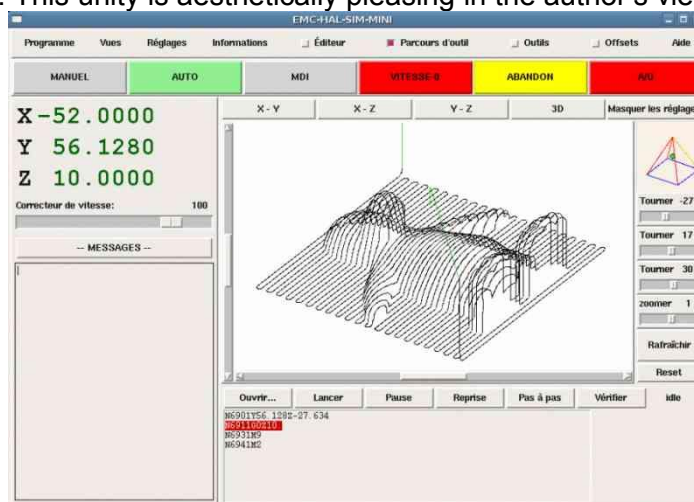 . This unity is aesthetically pleasing in the author's vie
EMC-HAL-SIM-MINI
Programme Vues Réglages Informations Éditeur Parcours d'outil Outils Offsets Aide
MANUEL AUTO MDI VITESSE-B ABANDON A/U
X - Y X - Z Y - Z 3D Masquer les réglage
X -52.0000
Y 56.1280
Z 10.0000
Correcteur de vitesse: 100
-- MESSAGES --
Tourner -27
Tourner 17
Tourner 30
zoomer 1
Rafraîchir
Reset
Ouvrir... Lancer Pause Reprise Pas à pas Vérifier idle
N6901Y56.128Z-27.634
N6911G0Z10
N6931M9
N6941M2